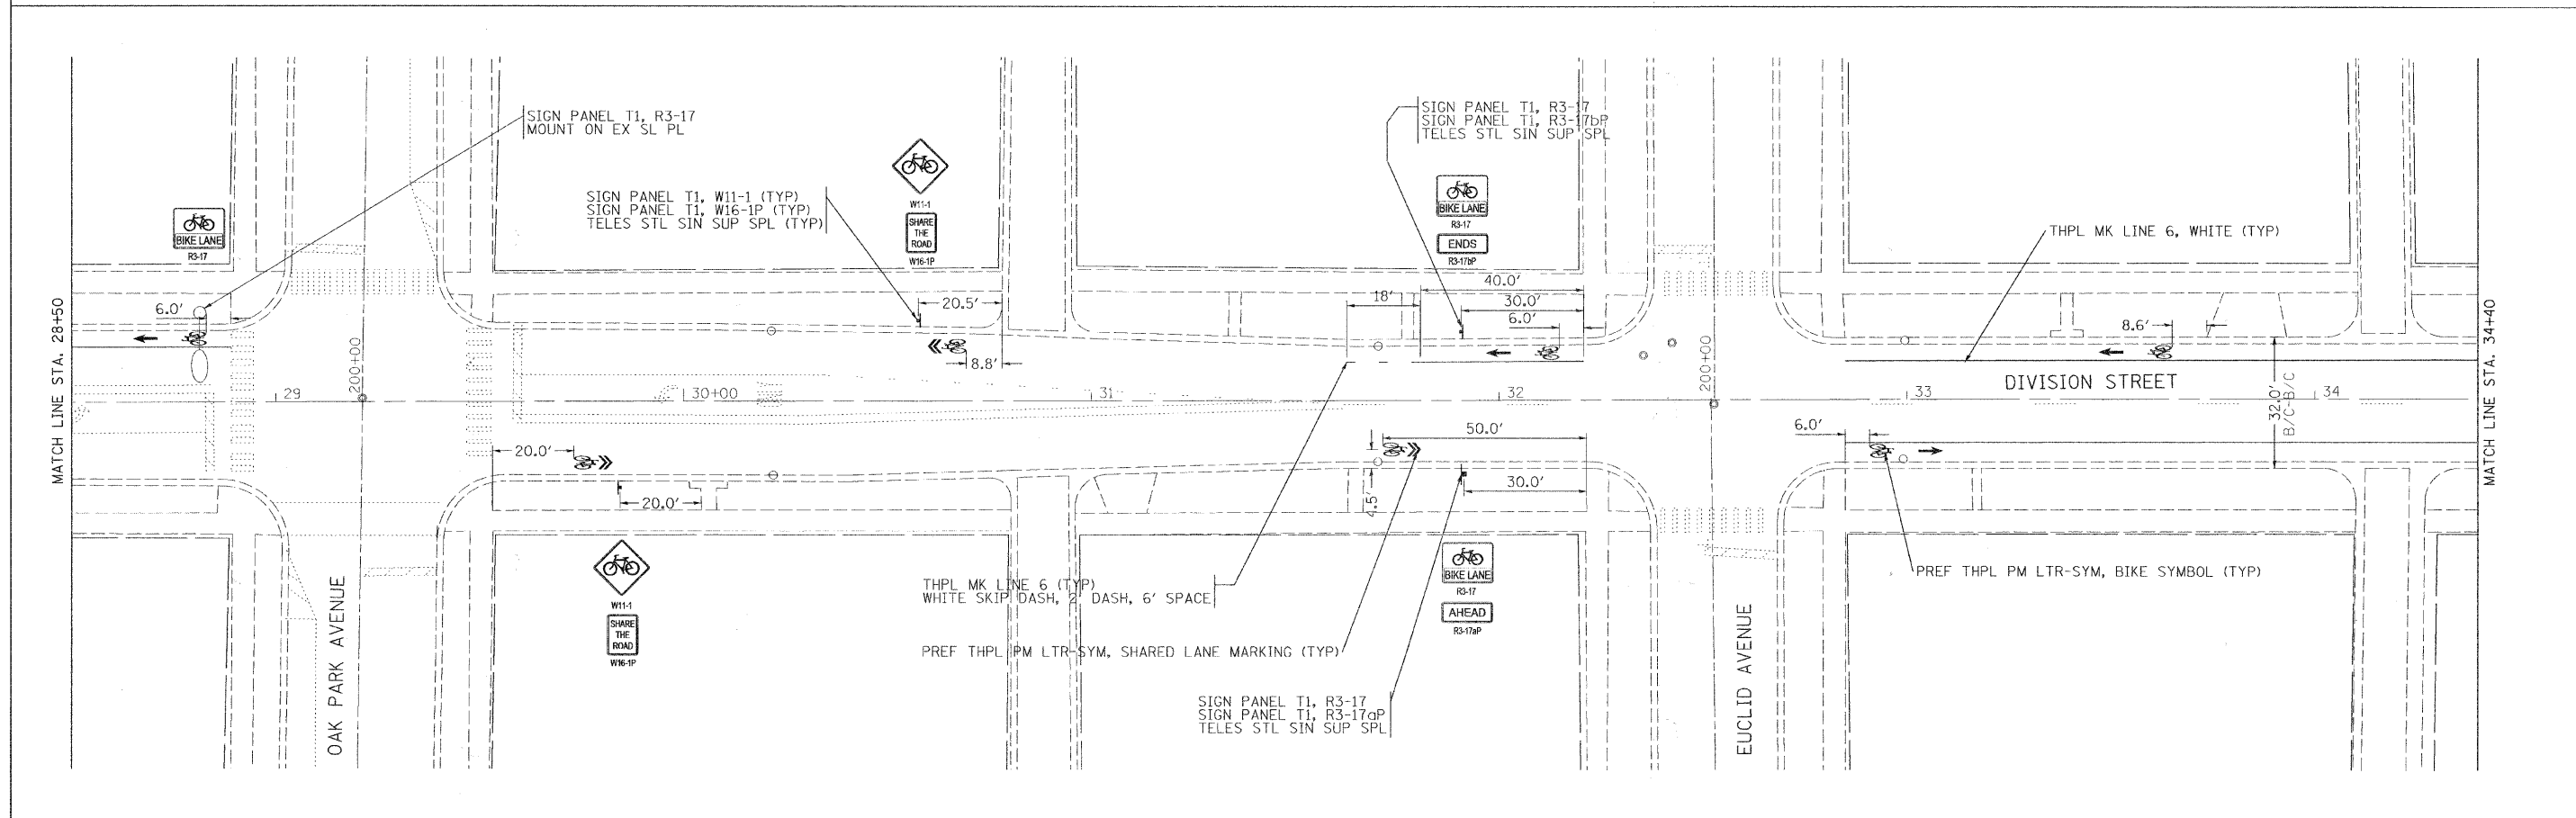 SIGN PANEL T1, R3-17
MOUNT ON EX SL PL
SIGN PANEL T1, R3-17
SIGN PANEL T1, R3-17bP
TELES STL SIN SUP SPL
SIGN PANEL T1, W11-1 (TYP)
SIGN PANEL T1, W16-1P (TYP)
TELES STL SIN SUP SPL (TYP)
W11-1
SHARE
THE
ROAD
W16-1P
BIKE LANE
R3-17
BIKE LANE
R3-17
ENDS
R3-17bP
THPL MK LINE 6, WHITE (TYP)
MATCH LINE STA. 28+50
6.0'
20.5'
8.8'
40.0'
18'
30.0'
6.0'
8.6'
200+00
200+00
29
30+00
31
32
33
34
DIVISION STREET
32.0'
B/C-B/C
MATCH LINE STA. 34+40
20.0'
20.0'
50.0'
4.5'
30.0'
6.0'
OAK PARK AVENUE
W11-1
SHARE
THE
ROAD
W16-1P
THPL MK LINE 6 (TYP)
WHITE SKIP DASH, 2' DASH, 6' SPACE
PREF THPL PM LTR-SYM, SHARED LANE MARKING (TYP)
BIKE LANE
R3-17
AHEAD
R3-17aP
SIGN PANEL T1, R3-17
SIGN PANEL T1, R3-17aP
TELES STL SIN SUP SPL
EUCLID AVENUE
PREF THPL PM LTR-SYM, BIKE SYMBOL (TYP)